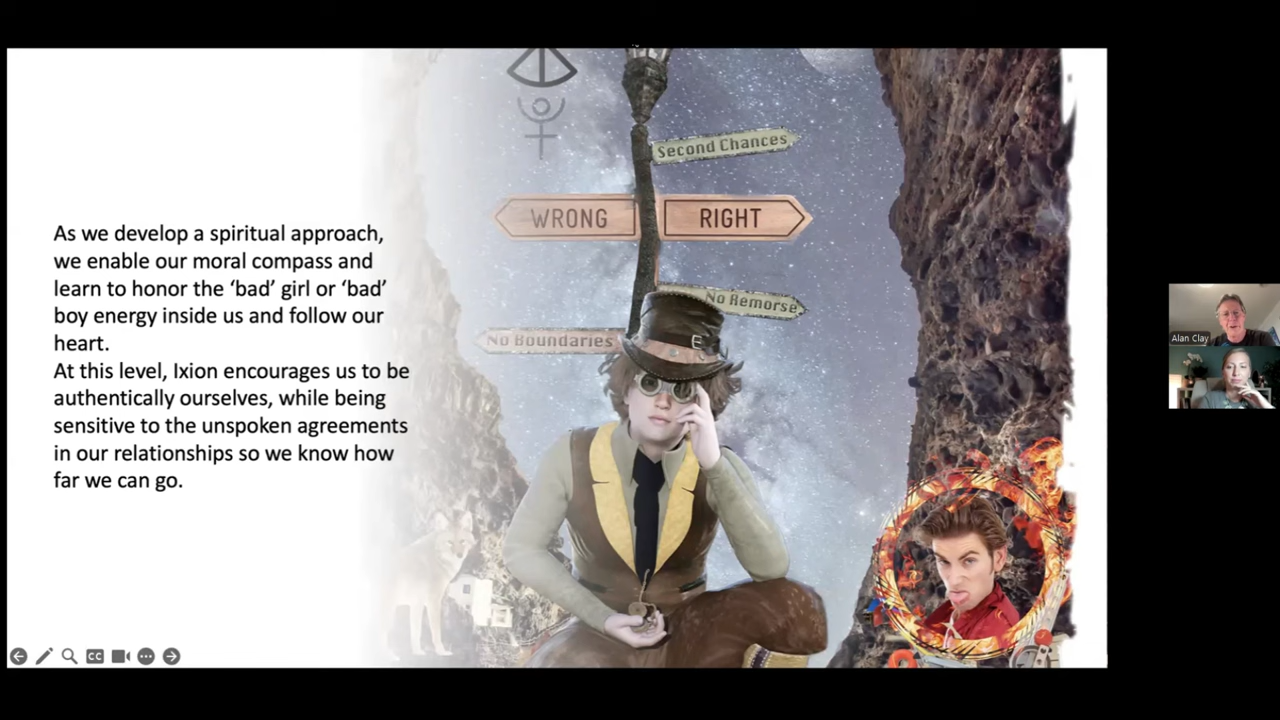 As we develop a spiritual approach,
we enable our moral compass and
learn to honor the ‘bad’ girl or ‘bad’
boy energy inside us and follow our
heart.
At this level, Ixion encourages us to be
authentically ourselves, while being
sensitive to the unspoken agreements
in our relationships so we know how
far we can go.
Second Chances
WRONG
RIGHT
No Remorse
No Boundaries
Alan Clay
CC